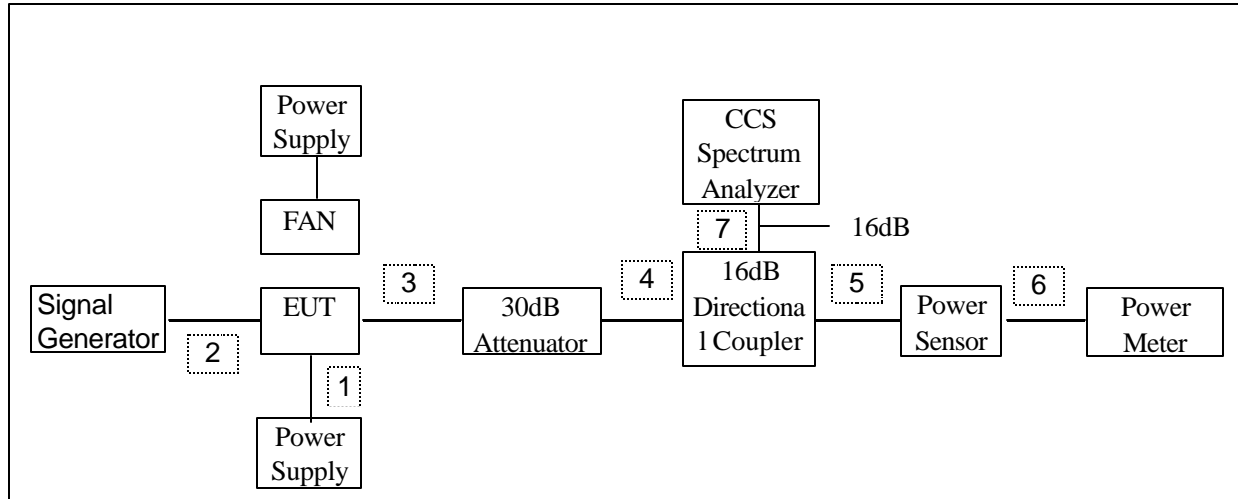 Power
Supply
FAN
CCS
Spectrum
Analyzer
7
16dB
Signal
Generator
2
EUT
1
Power
Supply
3
30dB
Attenuator
4
16dB
Directiona
l Coupler
5
Power
Sensor
6
Power
Meter